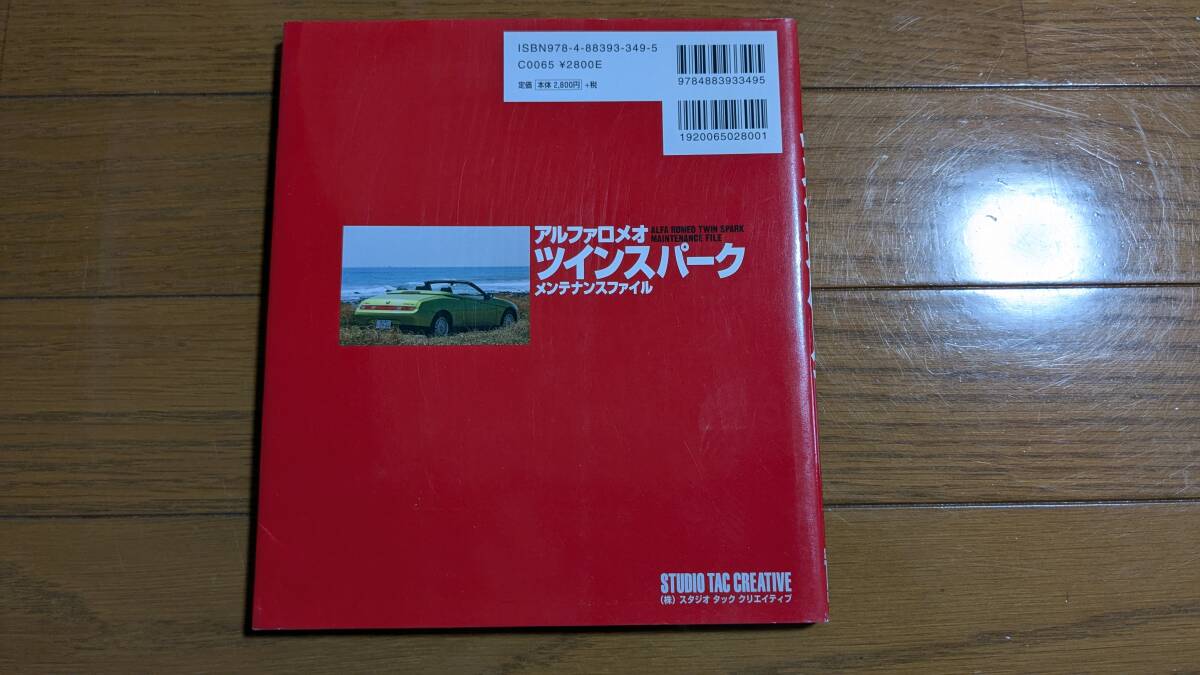 ISBN978-4-88393-349-5
C0065 ¥2800E
定価 本体2,800円 +税
9784883933495
1920065028001
アルファロメオ ALFA ROMEO TWIN SPARK
MAINTENANCE FILE
ツインスパーク
メンテナンスファイル
STUDIO TAC CREATIVE
(株) スタジオ タック クリエイティブ